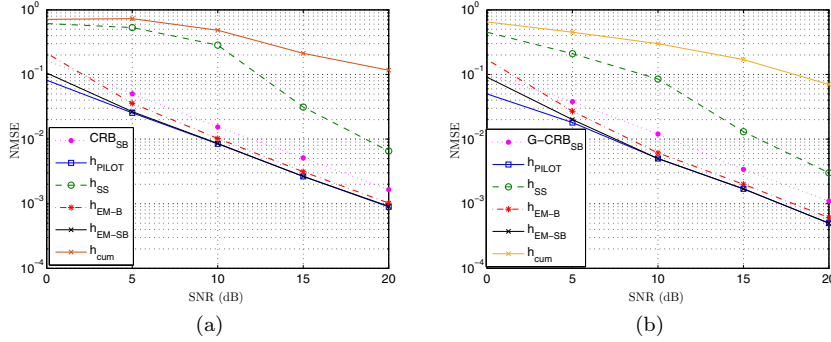 10^0
10^-1
10^-2
10^-3
10^-4
NMSE
CRB_SB
h_PILOT
h_SS
h_EM-B
h_EM-SB
h_cum
0 5 10 15 20
SNR (dB)
(a)
10^0
10^-1
10^-2
10^-3
10^-4
NMSE
G-CRB_SB
h_PILOT
h_SS
h_EM-B
h_EM-SB
h_cum
0 5 10 15 20
SNR (dB)
(b)